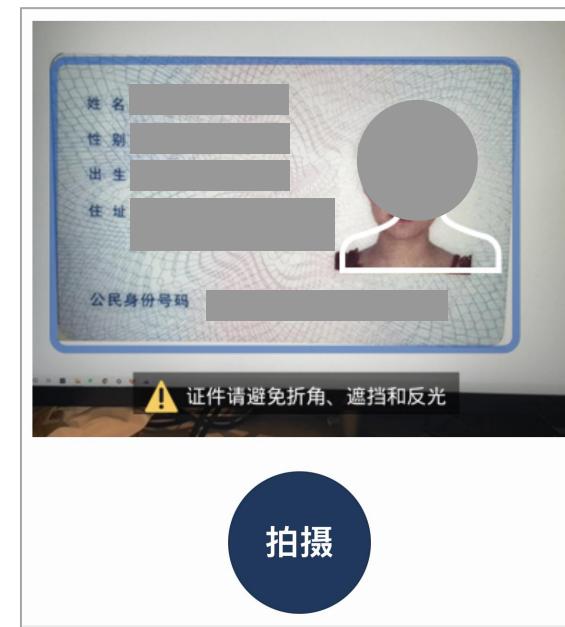 姓 名
性 别
出 生
住 址
公民身份号码
证件请避免折角、遮挡和反光
拍摄